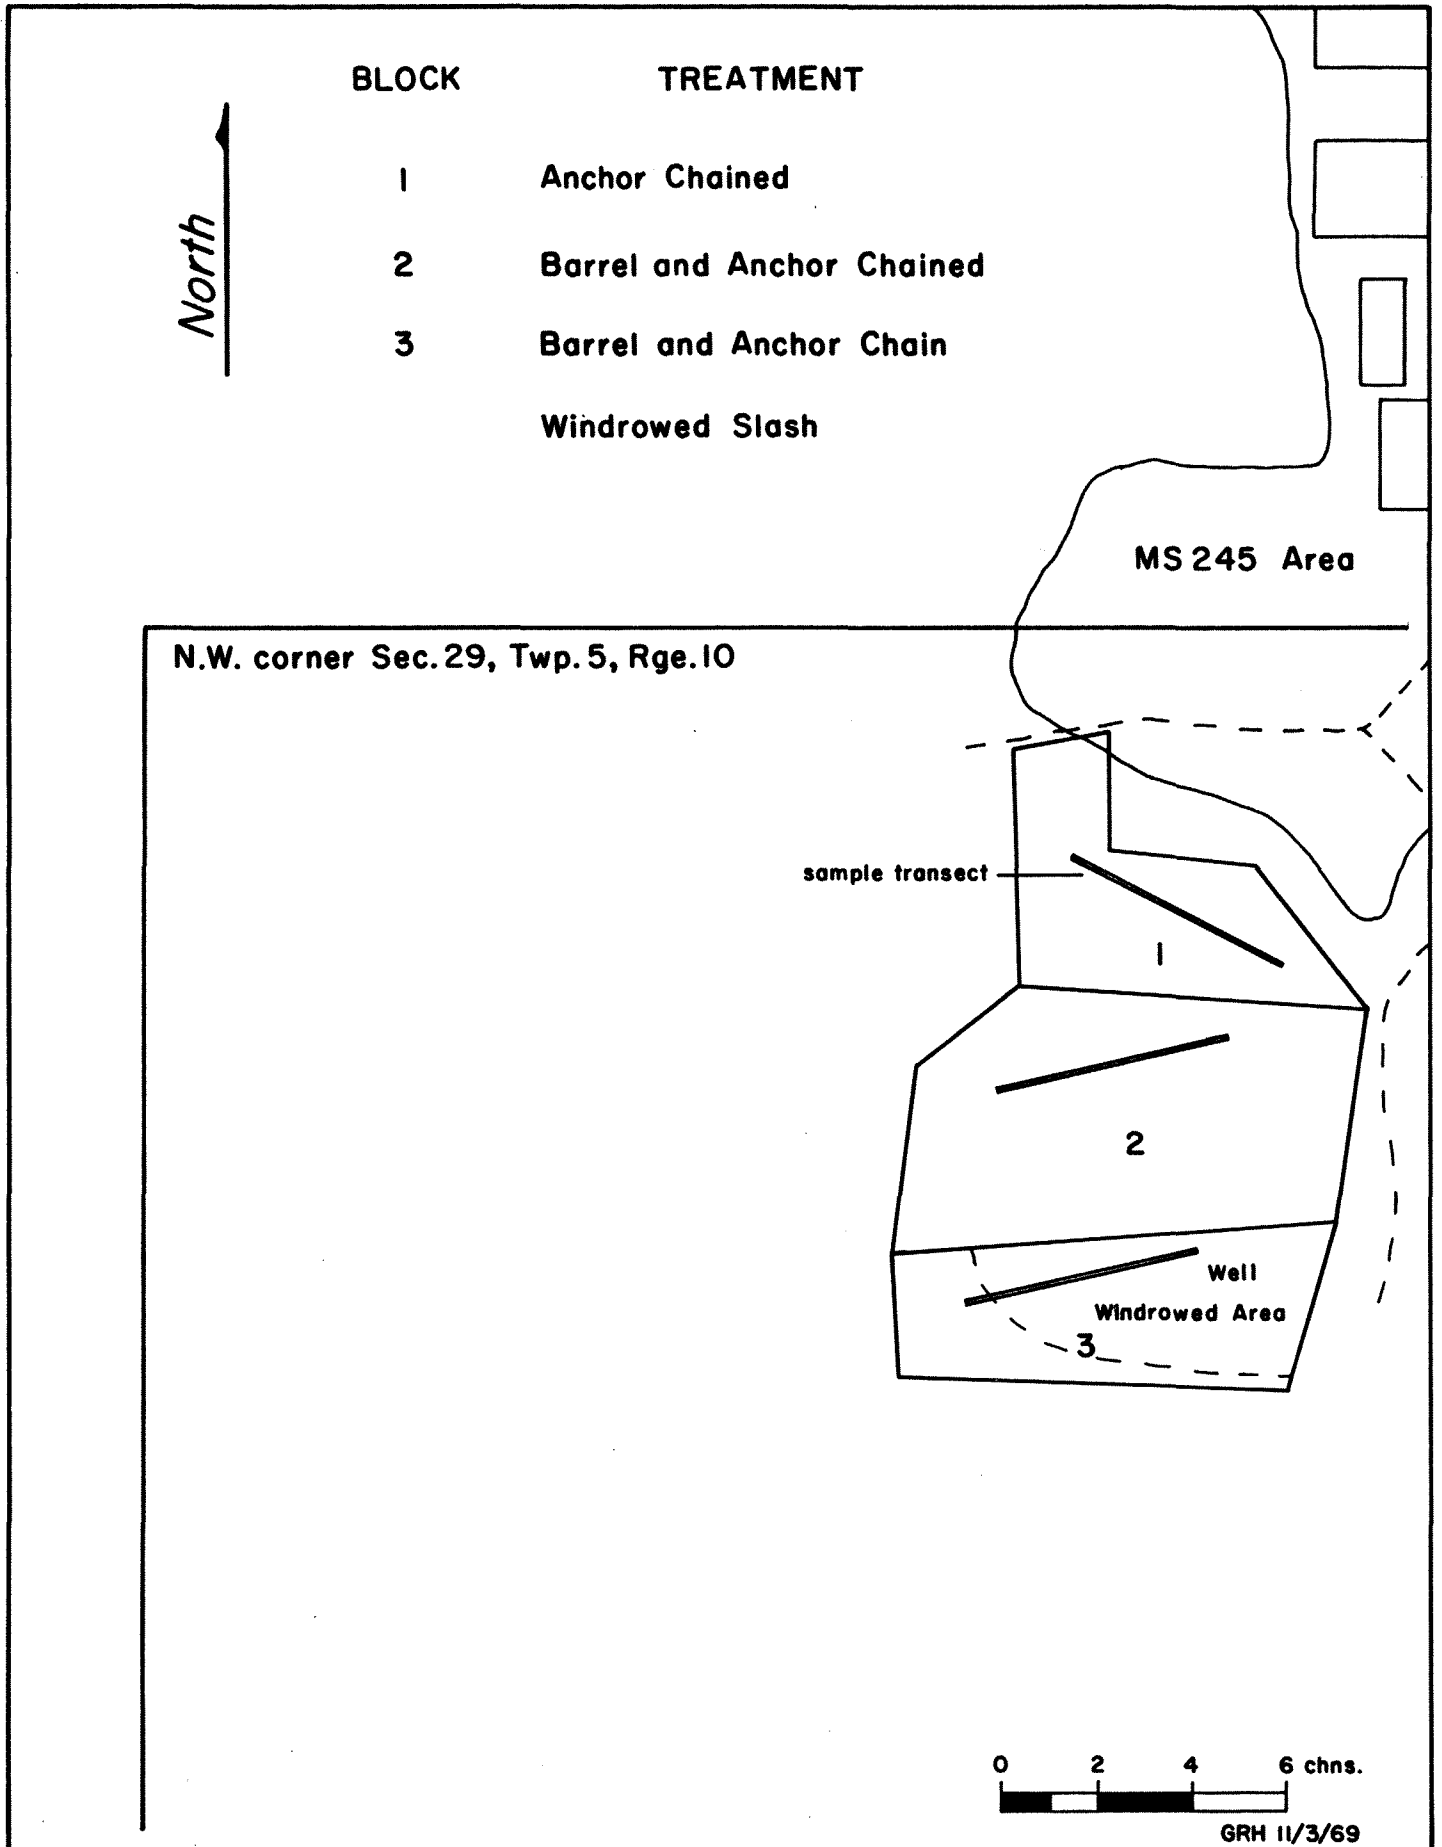 BLOCK TREATMENT
1 Anchor Chained
2 Barrel and Anchor Chained
3 Barrel and Anchor Chain
Windrowed Slash
North
MS 245 Area
N.W. corner Sec. 29, Twp. 5, Rge. 10
sample transect
1
2
Well
Windrowed Area
3
0 2 4 6 chns.
GRH 11/3/69